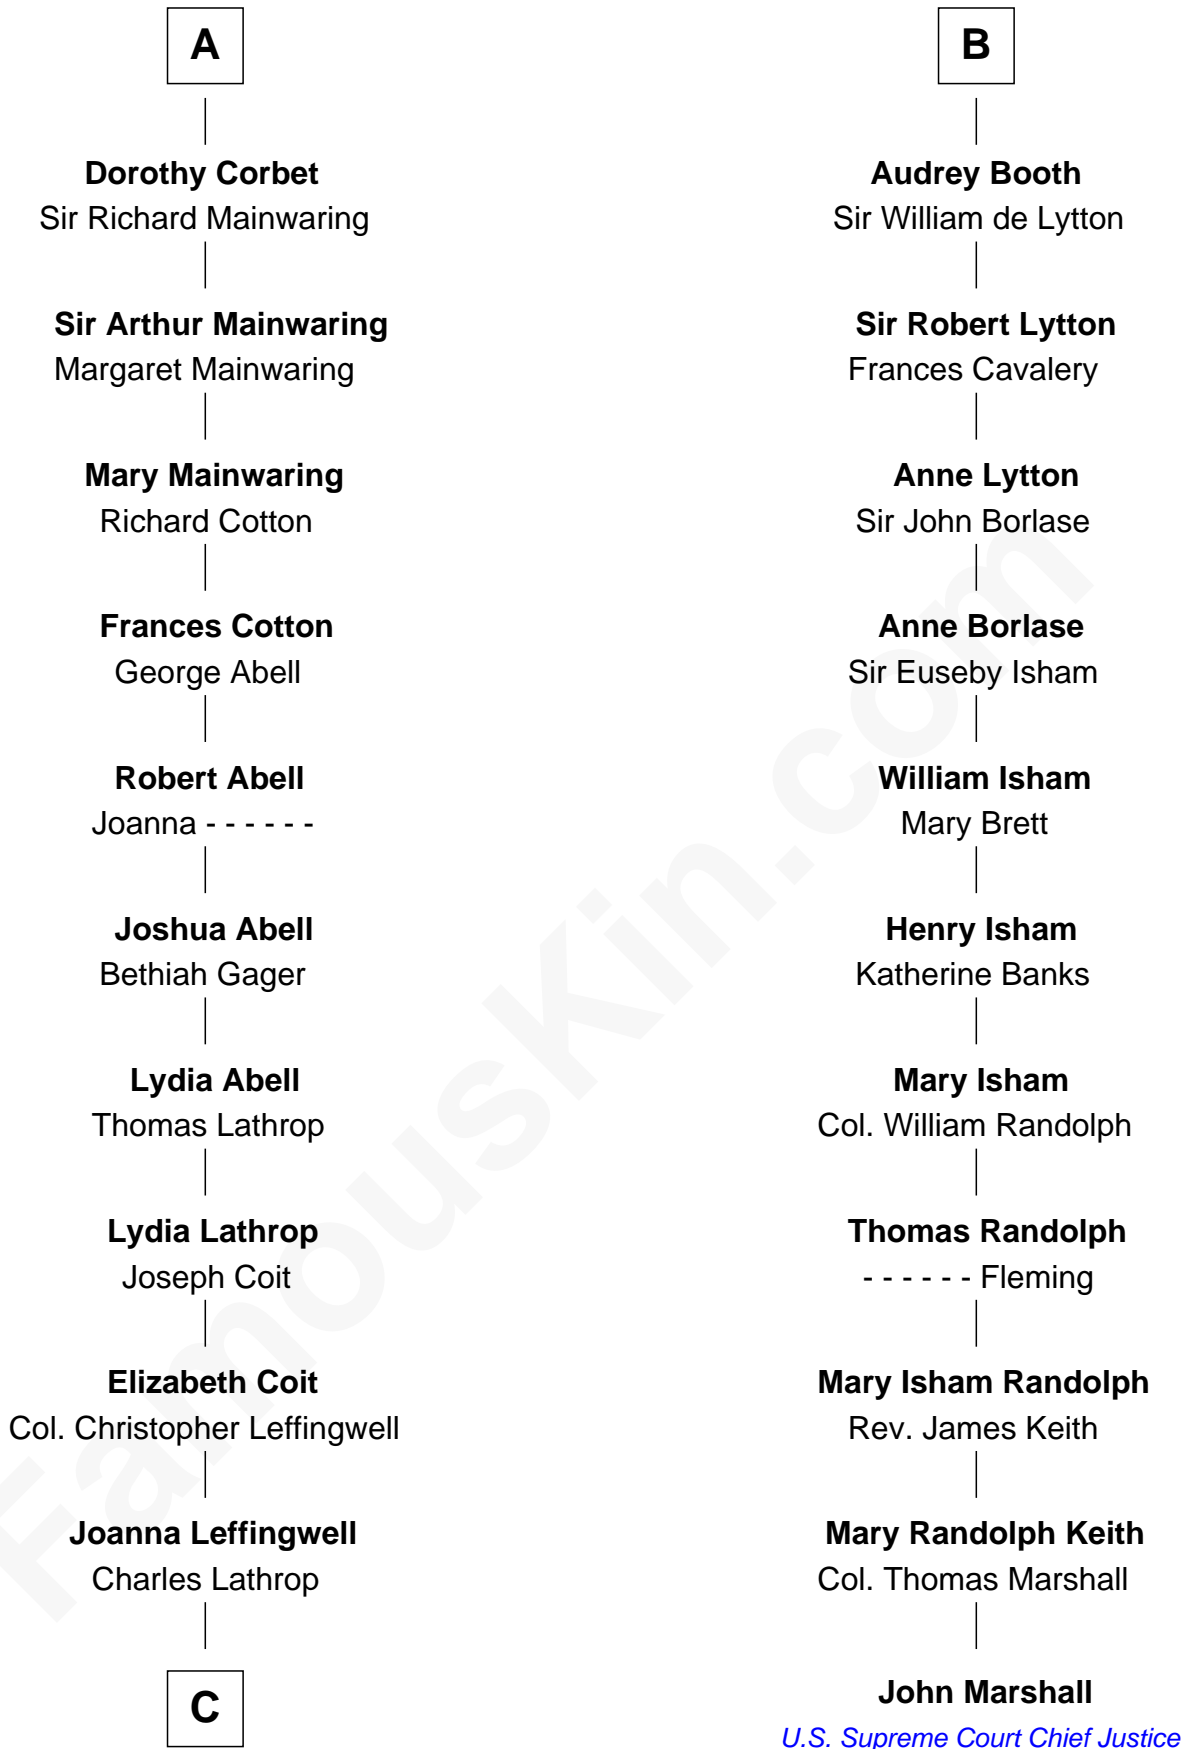 A
Dorothy Corbet
Sir Richard Mainwaring
Sir Arthur Mainwaring
Margaret Mainwaring
Mary Mainwaring
Richard Cotton
Frances Cotton
George Abell
Robert Abell
Joanna - - - - - -
Joshua Abell
Bethiah Gager
Lydia Abell
Thomas Lathrop
Lydia Lathrop
Joseph Coit
Elizabeth Coit
Col. Christopher Leffingwell
Joanna Leffingwell
Charles Lathrop
C
B
Audrey Booth
Sir William de Lytton
Sir Robert Lytton
Frances Cavalery
Anne Lytton
Sir John Borlase
Anne Borlase
Sir Euseby Isham
William Isham
Mary Brett
Henry Isham
Katherine Banks
Mary Isham
Col. William Randolph
Thomas Randolph
- - - - - - Fleming
Mary Isham Randolph
Rev. James Keith
Mary Randolph Keith
Col. Thomas Marshall
John Marshall
U.S. Supreme Court Chief Justice
FamousKin.com